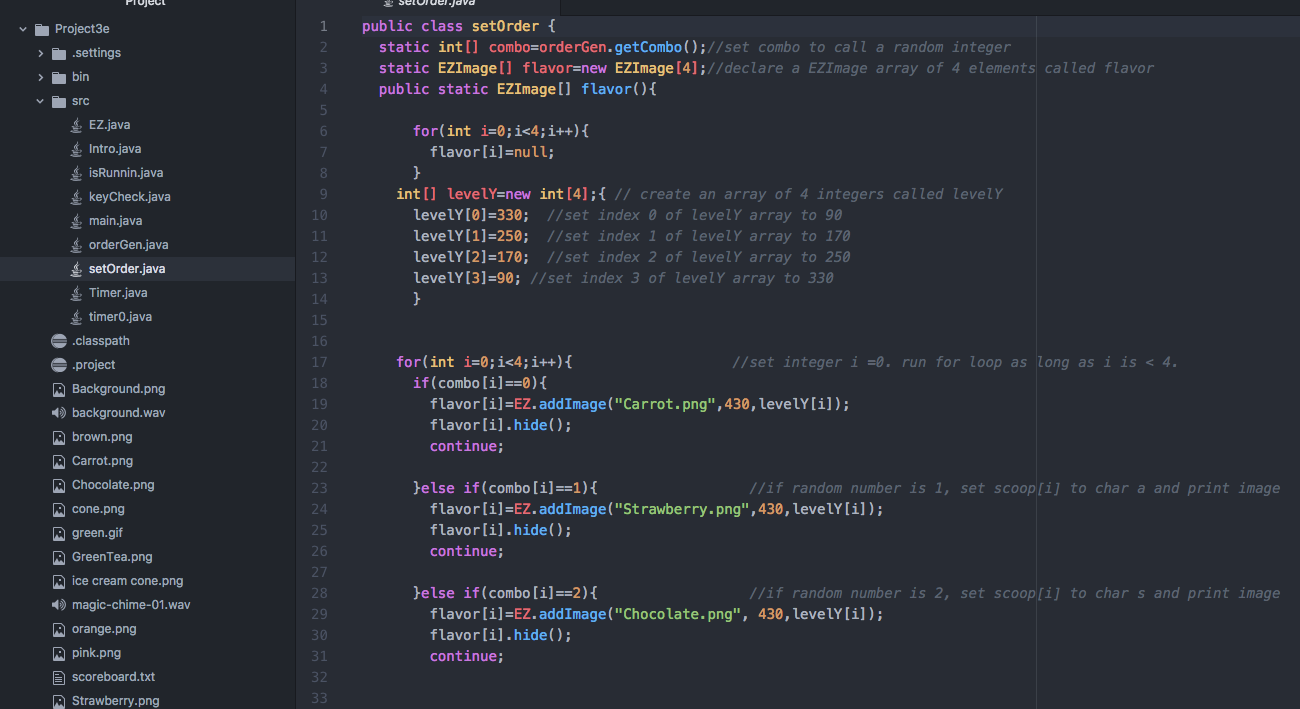 Project
Project3e
.settings
bin
src
EZ.java
Intro.java
isRunnin.java
keyCheck.java
main.java
orderGen.java
setOrder.java
Timer.java
timer0.java
.classpath
.project
Background.png
background.wav
brown.png
Carrot.png
Chocolate.png
cone.png
green.gif
GreenTea.png
ice cream cone.png
magic-chime-01.wav
orange.png
pink.png
scoreboard.txt
Strawberry.png
setOrder.java
1 public class setOrder {
2 static int[] combo=orderGen.getCombo();//set combo to call a random integer
3 static EZImage[] flavor=new EZImage[4];//declare a EZImage array of 4 elements called flavor
4 public static EZImage[] flavor(){
5
6 for(int i=0;i<4;i++){
7 flavor[i]=null;
8 }
9 int[] levelY=new int[4];{ // create an array of 4 integers called levelY
10 levelY[0]=330; //set index 0 of levelY array to 90
11 levelY[1]=250; //set index 1 of levelY array to 170
12 levelY[2]=170; //set index 2 of levelY array to 250
13 levelY[3]=90; //set index 3 of levelY array to 330
14 }
15
16
17 for(int i=0;i<4;i++){ //set integer i =0. run for loop as long as i is < 4.
18 if(combo[i]==0){
19 flavor[i]=EZ.addImage("Carrot.png",430,levelY[i]);
20 flavor[i].hide();
21 continue;
22
23 }else if(combo[i]==1){ //if random number is 1, set scoop[i] to char a and print image
24 flavor[i]=EZ.addImage("Strawberry.png",430,levelY[i]);
25 flavor[i].hide();
26 continue;
27
28 }else if(combo[i]==2){ //if random number is 2, set scoop[i] to char s and print image
29 flavor[i]=EZ.addImage("Chocolate.png", 430,levelY[i]);
30 flavor[i].hide();
31 continue;
32
33